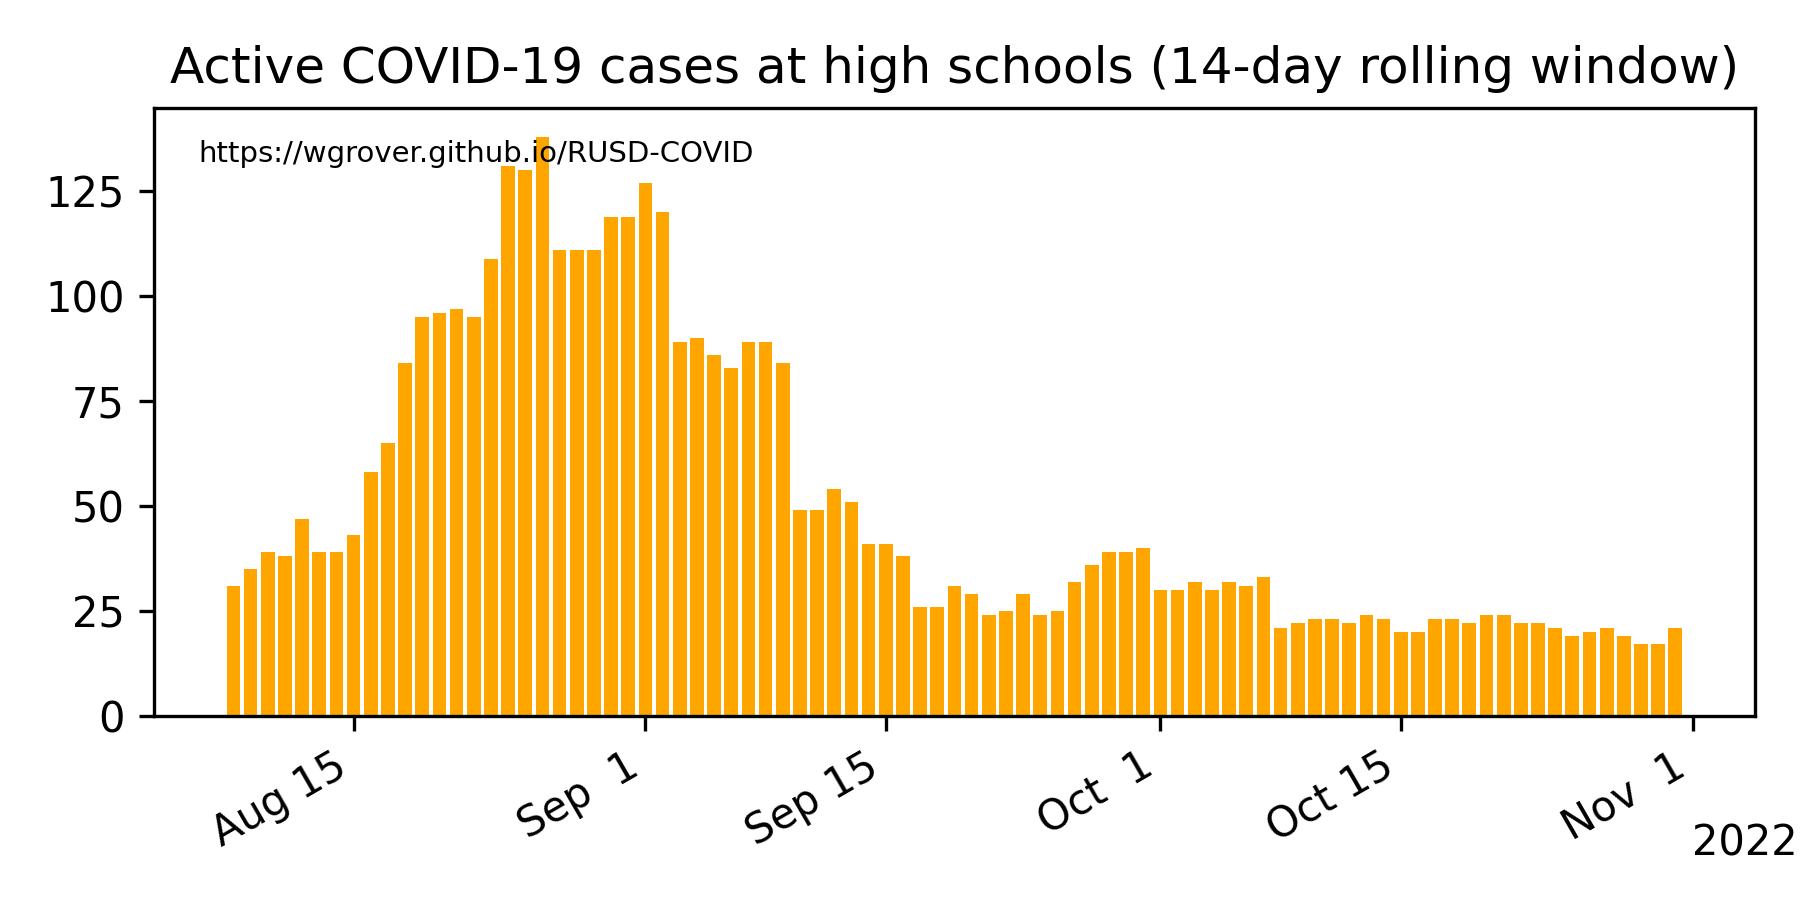 Active COVID-19 cases at high schools (14-day rolling window)
https://wgrover.github.io/RUSD-COVID
125
100
75
50
25
0
Aug 15
Sep 1
Sep 15
Oct 1
Oct 15
Nov 1
2022